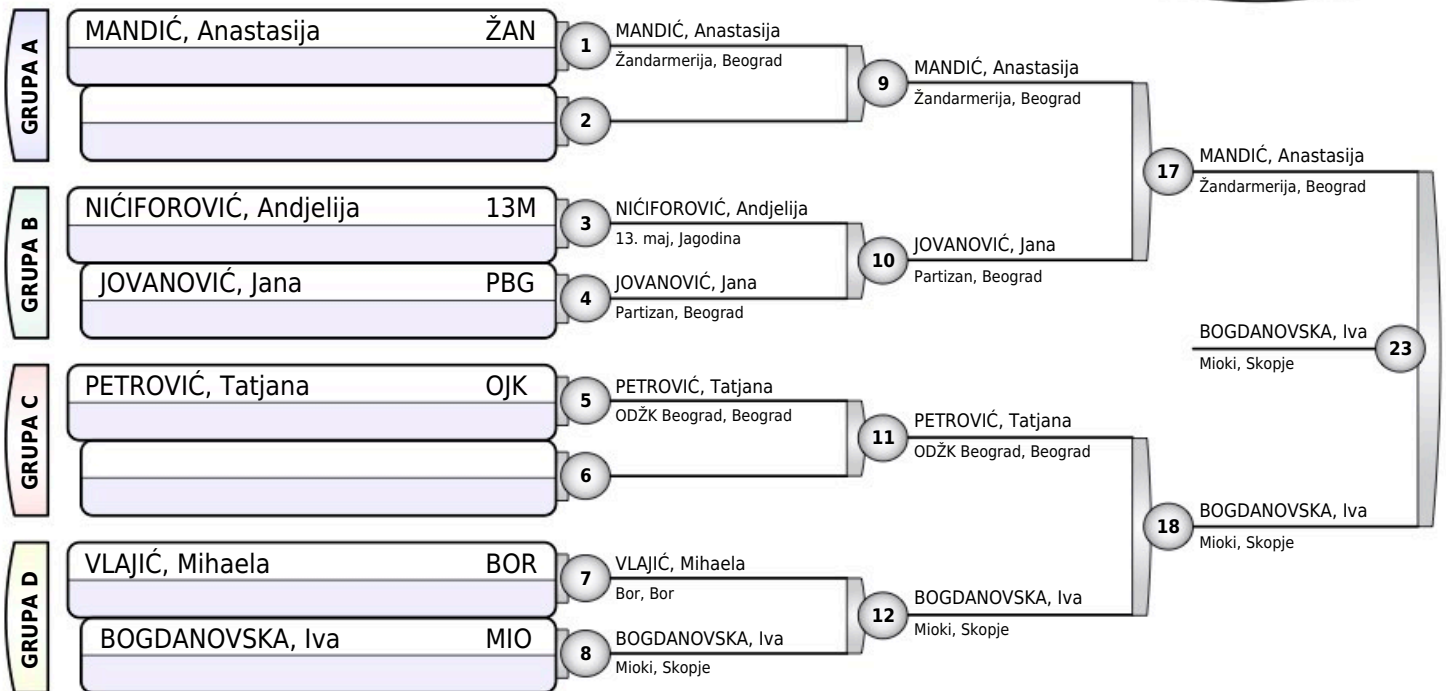 GRUPA A
MANDIĆ, Anastasija ŽAN
1
2
MANDIĆ, Anastasija
Žandarmerija, Beograd
9
MANDIĆ, Anastasija
Žandarmerija, Beograd
GRUPA B
NIĆIFOROVIĆ, Andjelija 13M
JOVANOVIĆ, Jana PBG
3
4
NIĆIFOROVIĆ, Andjelija
13. maj, Jagodina
JOVANOVIĆ, Jana
Partizan, Beograd
10
JOVANOVIĆ, Jana
Partizan, Beograd
17
MANDIĆ, Anastasija
Žandarmerija, Beograd
GRUPA C
PETROVIĆ, Tatjana OJK
5
6
PETROVIĆ, Tatjana
ODŽK Beograd, Beograd
11
PETROVIĆ, Tatjana
ODŽK Beograd, Beograd
GRUPA D
VLAJIĆ, Mihaela BOR
BOGDANOVSKA, Iva MIO
7
8
VLAJIĆ, Mihaela
Bor, Bor
BOGDANOVSKA, Iva
Mioki, Skopje
12
BOGDANOVSKA, Iva
Mioki, Skopje
18
BOGDANOVSKA, Iva
Mioki, Skopje
BOGDANOVSKA, Iva
Mioki, Skopje
23